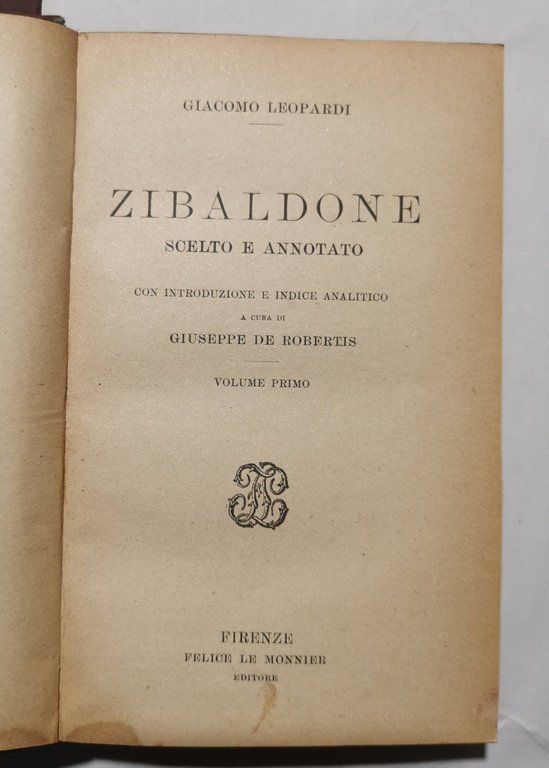 GIACOMO LEOPARDI
ZIBALDONE
SCELTO E ANNOTATO
CON INTRODUZIONE E INDICE ANALITICO
A CURA DI
GIUSEPPE DE ROBERTIS
VOLUME PRIMO
FIRENZE
FELICE LE MONNIER
EDITORE